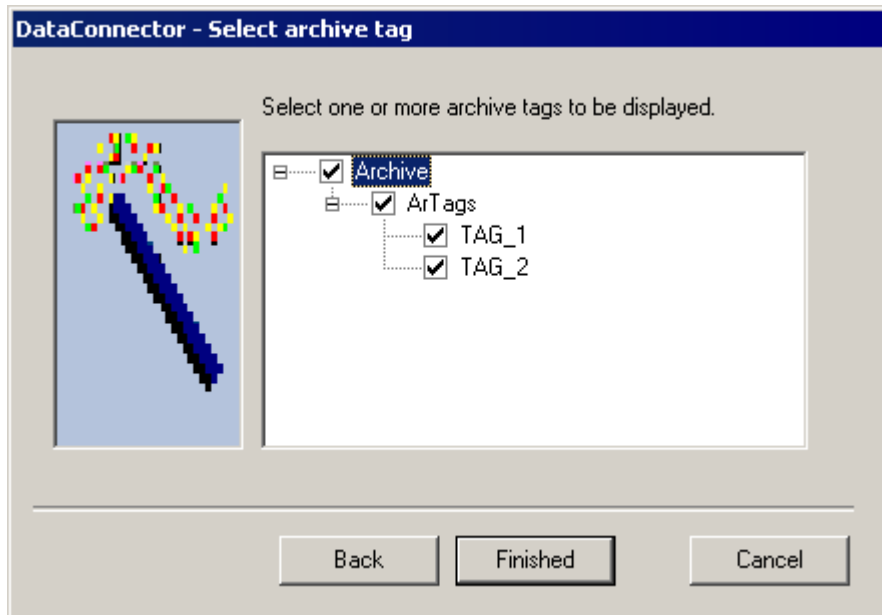 DataConnector - Select archive tag
Select one or more archive tags to be displayed.
Archive
ArTags
TAG_1
TAG_2
Back Finished Cancel